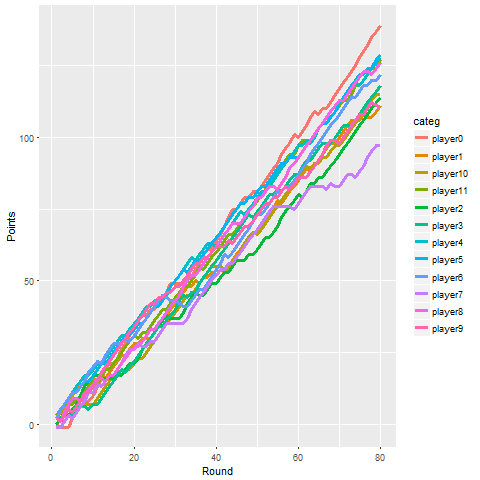 100
50
0
0
20
40
60
80
Round
Points
categ
player0
player1
player10
player11
player2
player3
player4
player5
player6
player7
player8
player9